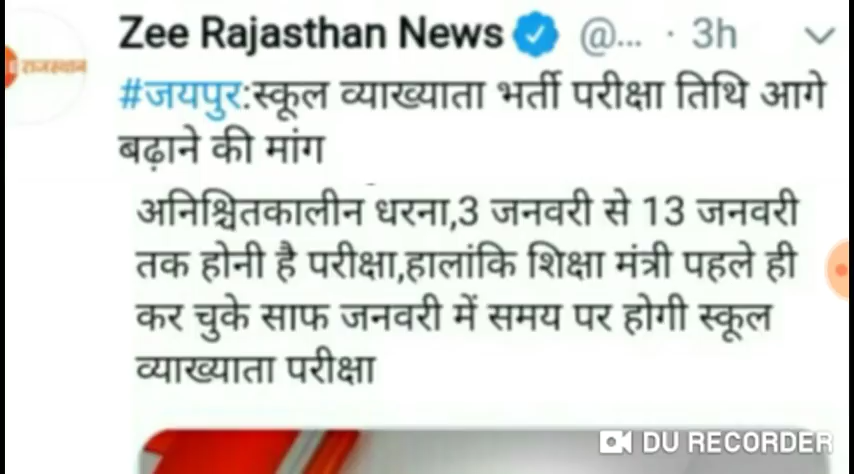 Zee Rajasthan News @... · 3h
राजस्थान
#जयपुर:स्कूल व्याख्याता भर्ती परीक्षा तिथि आगे
बढ़ाने की मांग
अनिश्चितकालीन धरना,3 जनवरी से 13 जनवरी
तक होनी है परीक्षा,हालांकि शिक्षा मंत्री पहले ही
कर चुके साफ जनवरी में समय पर होगी स्कूल
व्याख्याता परीक्षा
DU RECORDER